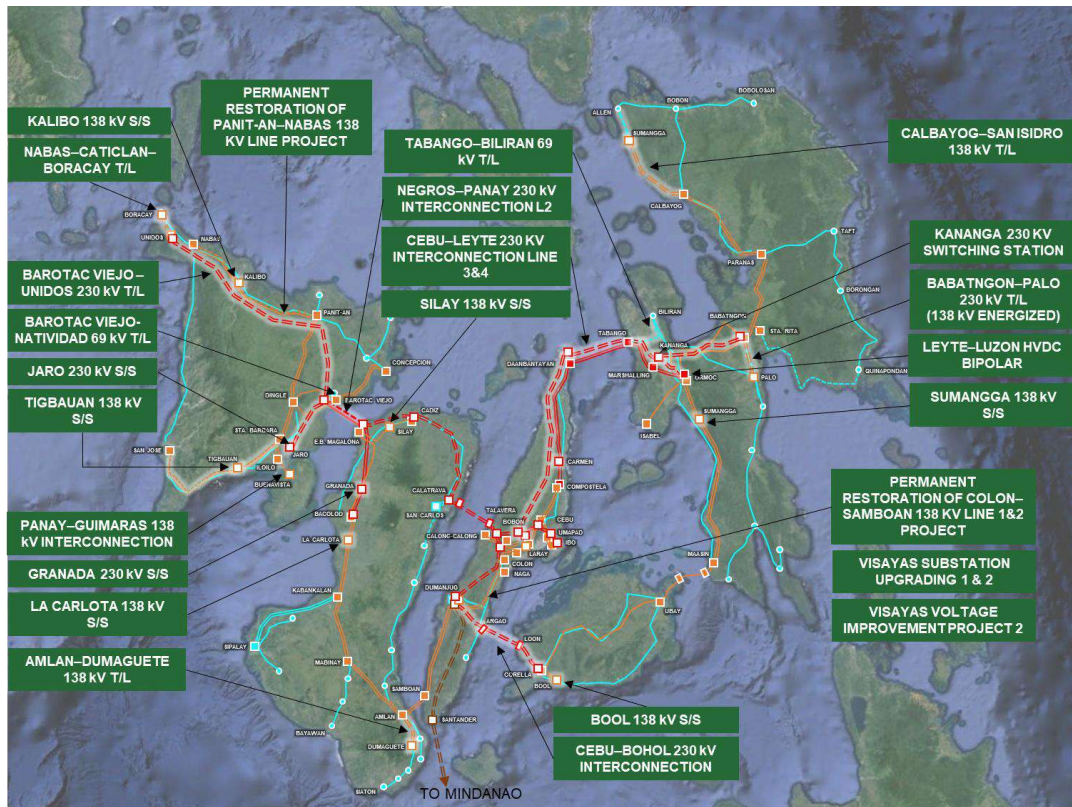 KALIBO 138 kV S/S
NABAS–CATICLAN–
BORACAY T/L
PERMANENT
RESTORATION OF
PANIT-AN–NABAS 138
KV LINE PROJECT
BAROTAC VIEJO –
UNIDOS 230 kV T/L
BAROTAC VIEJO-
NATIVIDAD 69 kV T/L
JARO 230 kV S/S
TIGBAUAN 138 kV
S/S
PANAY–GUIMARAS 138
kV INTERCONNECTION
GRANADA 230 kV S/S
LA CARLOTA 138 kV
S/S
AMLAN–DUMAGUETE
138 kV T/L
TABANGO–BILIRAN 69
kV T/L
NEGROS–PANAY 230 kV
INTERCONNECTION L2
CEBU–LEYTE 230 KV
INTERCONNECTION LINE
3&4
SILAY 138 kV S/S
CALBAYOG–SAN ISIDRO
138 kV T/L
KANANGA 230 KV
SWITCHING STATION
BABATNGON–PALO
230 kV T/L
(138 kV ENERGIZED)
LEYTE–LUZON HVDC
BIPOLAR
SUMANGGA 138 kV
S/S
PERMANENT
RESTORATION OF COLON–
SAMBOAN 138 KV LINE 1&2
PROJECT
VISAYAS SUBSTATION
UPGRADING 1 & 2
VISAYAS VOLTAGE
IMPROVEMENT PROJECT 2
BOOL 138 kV S/S
CEBU–BOHOL 230 kV
INTERCONNECTION
BORACAY
UNIDOS
NABAS
KALIBO
PANIT-AN
CONCEPCION
DINGLE
BAROTAC VIEJO
STA. BARBARA
SAN JOSE
TIGBAUAN
ILOILO
JARO
BUENAVISTA
E.B. MAGALONA
SILAY
CADIZ
GRANADA
BACOLOD
LA CARLOTA
CALATRAVA
SAN CARLOS
KABANKALAN
SIPALAY
MABINAY
BAYAWAN
AMLAN
SAMBOAN
DUMAGUETE
SIATON
SANTANDER
TO MINDANAO
TALAVERA
CALONG-CALONG
BOBON
CEBU
UMAPAD
IBO
LARAY
COLON
NAGA
DUMANJUG
ARGAO
LOON
CORELLA
BOOL
UBAY
MAASIN
CARMEN
COMPOSTELA
DAANBANTAYAN
TABANGO
BILIRAN
KANANGA
MARSHALLING
ORMOC
ISABEL
SUMANGGA
BABATNGON
STA. RITA
PALO
PARANAS
TAFT
BORONGAN
QUINAPONDAN
CALBAYOG
SUMANGGA
ALLEN
BOBON
BOBOLOSAN